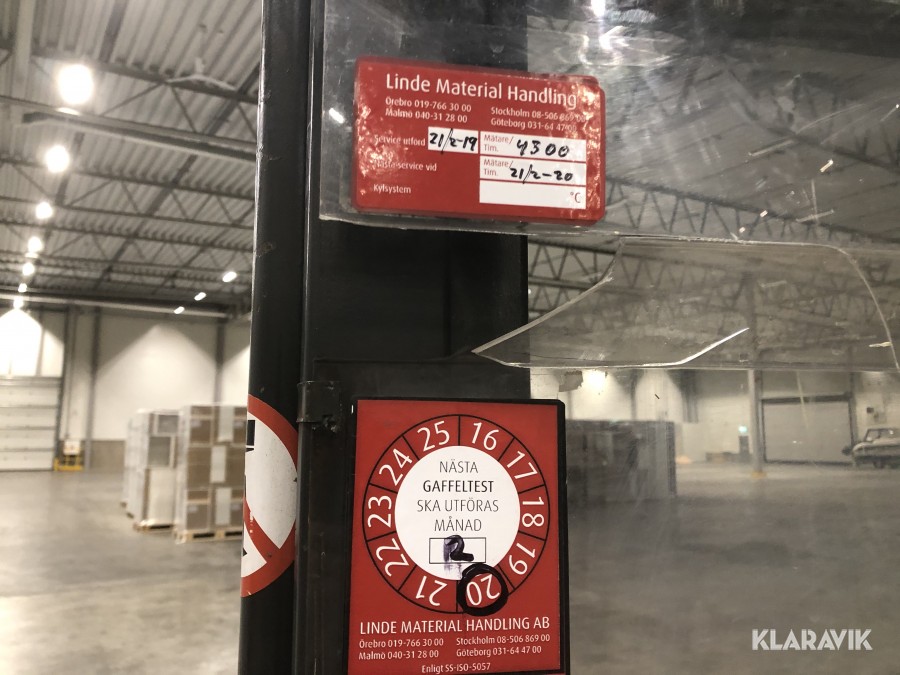 Linde Material Handling
Örebro 019-766 30 00 Stockholm 08-506 869 00
Malmö 040-31 28 00 Göteborg 031-64 47 00
Service utförd 21/2-19 Mätare/Tim. 4300
Nästa service vid Mätare/Tim. 21/2-20
Kylsystem °C
16 17 18 19 20 21 22 23 24 25
NÄSTA
GAFFELTEST
SKA UTFÖRAS
MÅNAD
2
LINDE MATERIAL HANDLING AB
Örebro 019-766 30 00 Stockholm 08-506 869 00
Malmö 040-31 28 00 Göteborg 031-64 47 00
Enligt SS-ISO-5057
KLARAVIK